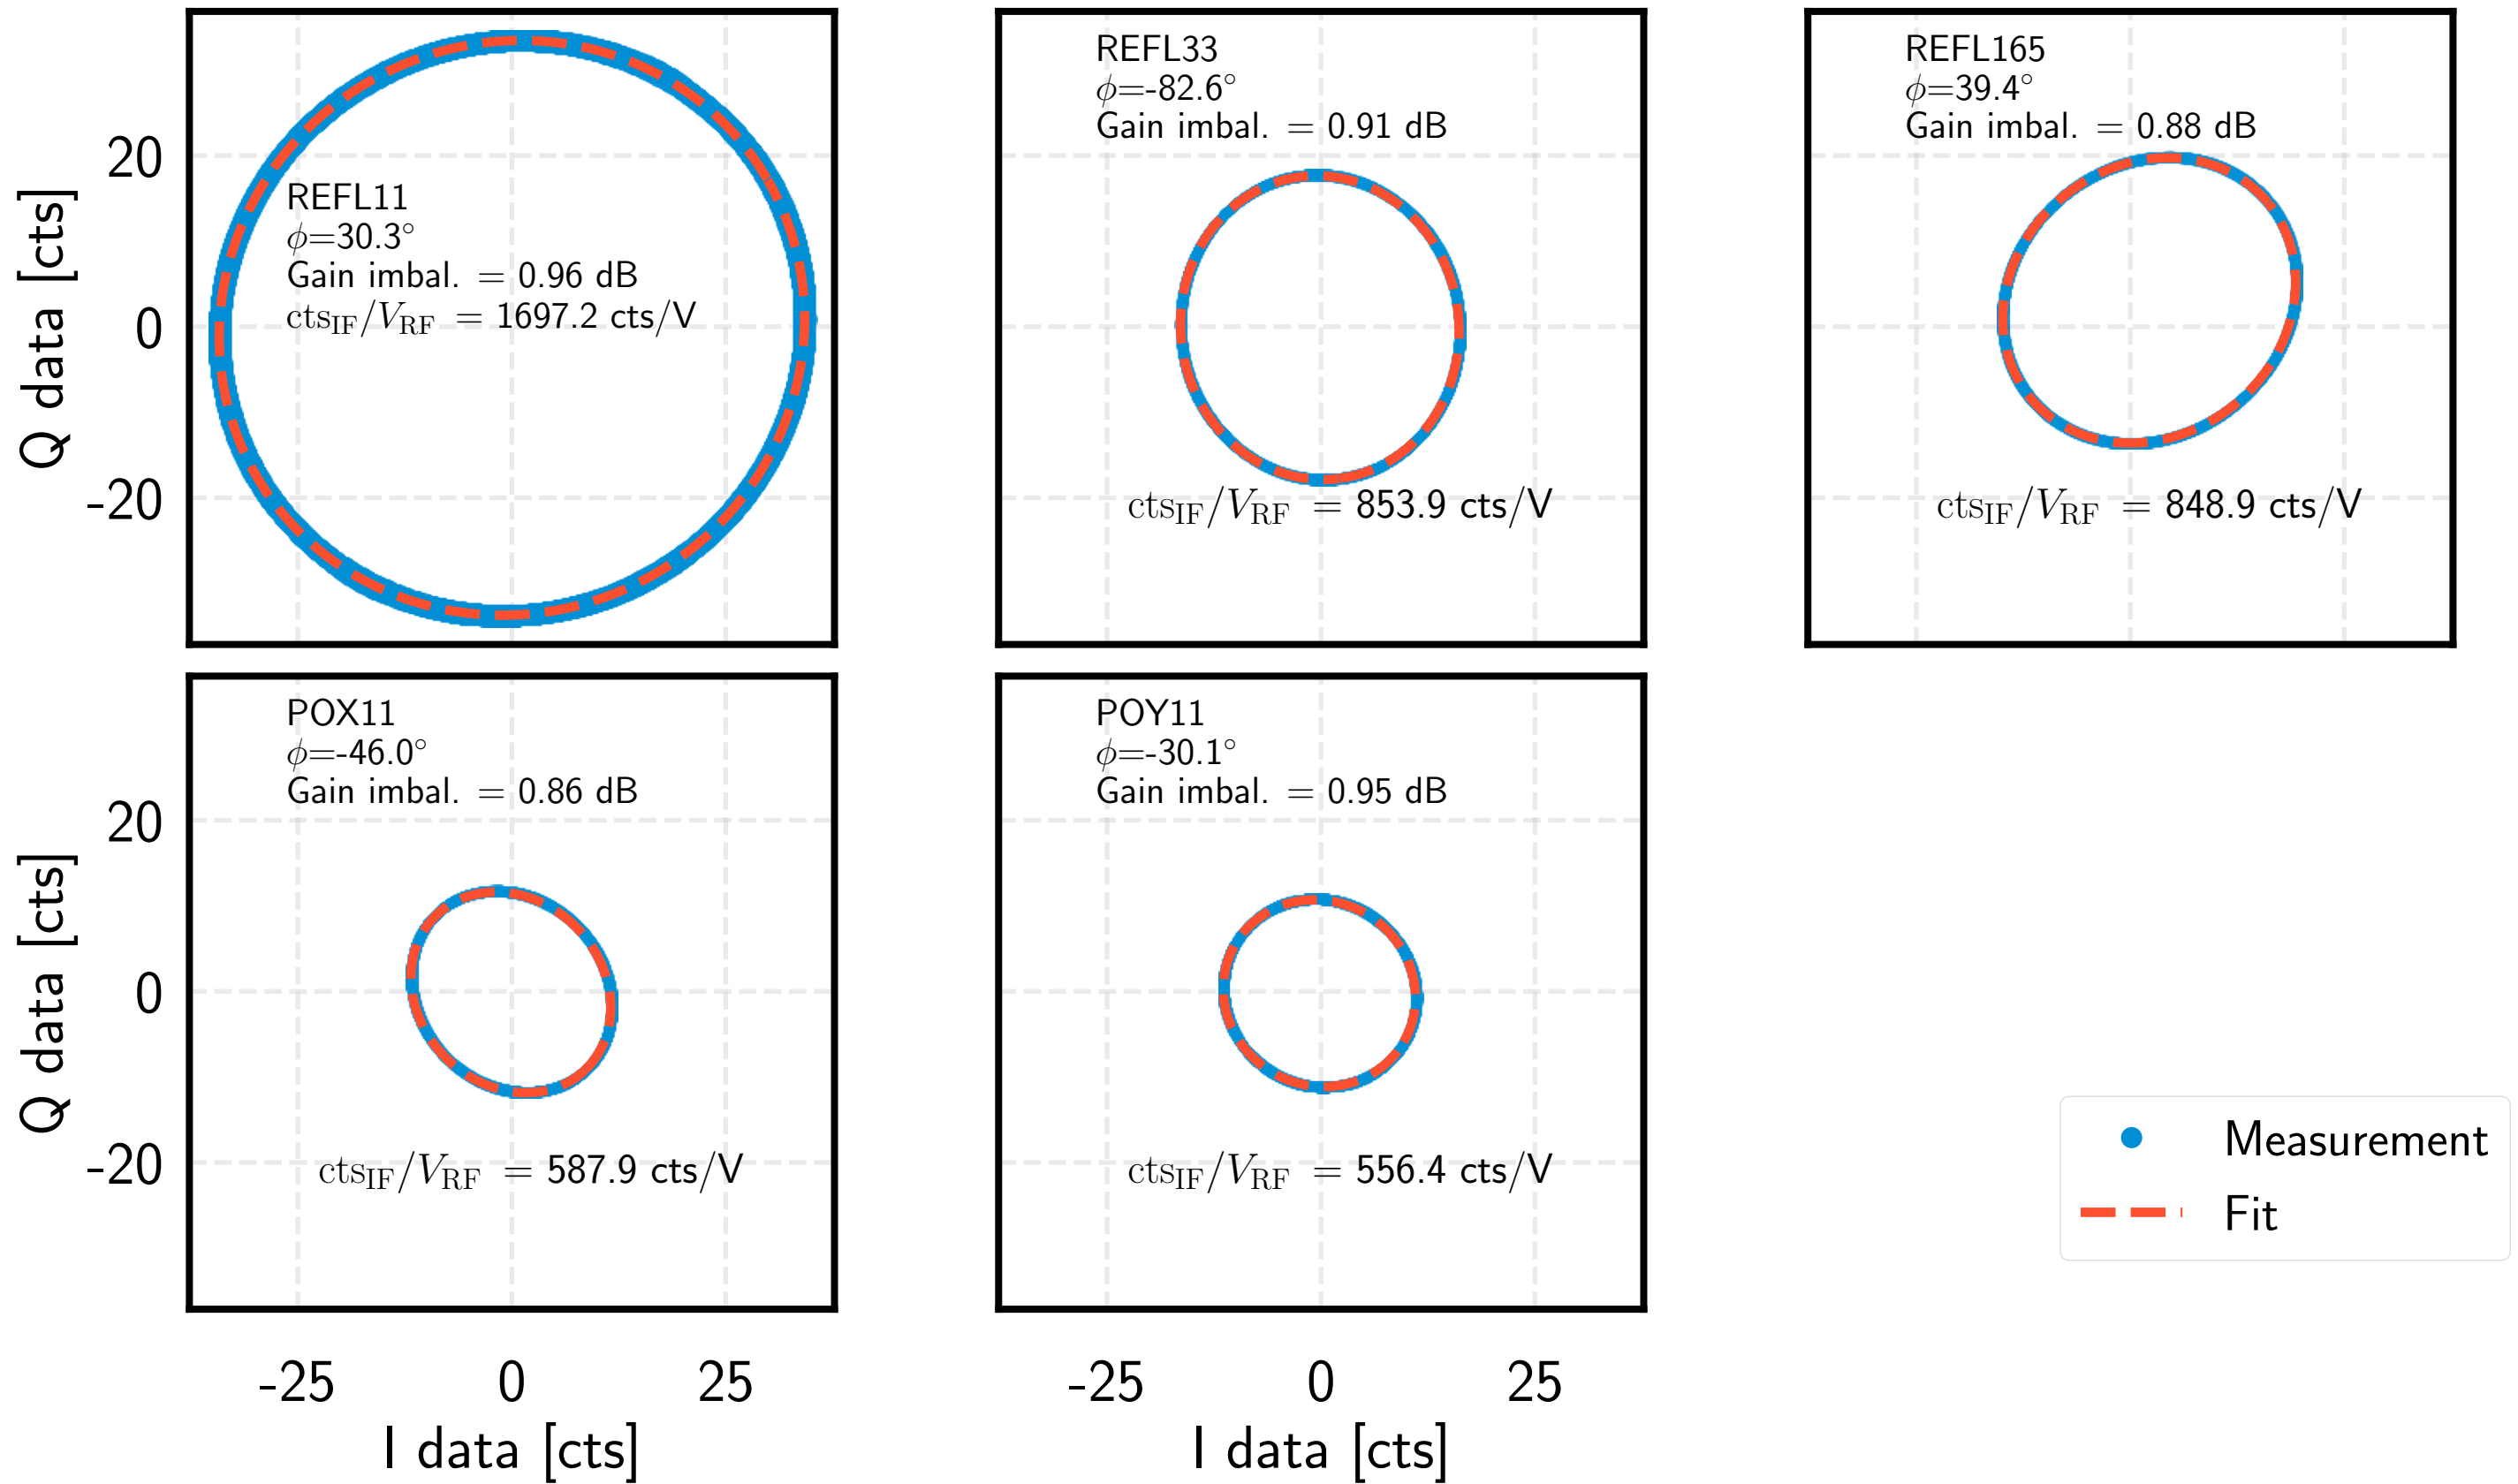 Q data [cts]
20
0
-20
REFL11
ϕ=30.3°
Gain imbal. = 0.96 dB
cts_IF/V_RF = 1697.2 cts/V
REFL33
ϕ=-82.6°
Gain imbal. = 0.91 dB
cts_IF/V_RF = 853.9 cts/V
REFL165
ϕ=39.4°
Gain imbal. = 0.88 dB
cts_IF/V_RF = 848.9 cts/V
Q data [cts]
20
0
-20
POX11
ϕ=-46.0°
Gain imbal. = 0.86 dB
cts_IF/V_RF = 587.9 cts/V
-25 0 25
I data [cts]
POY11
ϕ=-30.1°
Gain imbal. = 0.95 dB
cts_IF/V_RF = 556.4 cts/V
-25 0 25
I data [cts]
Measurement
Fit